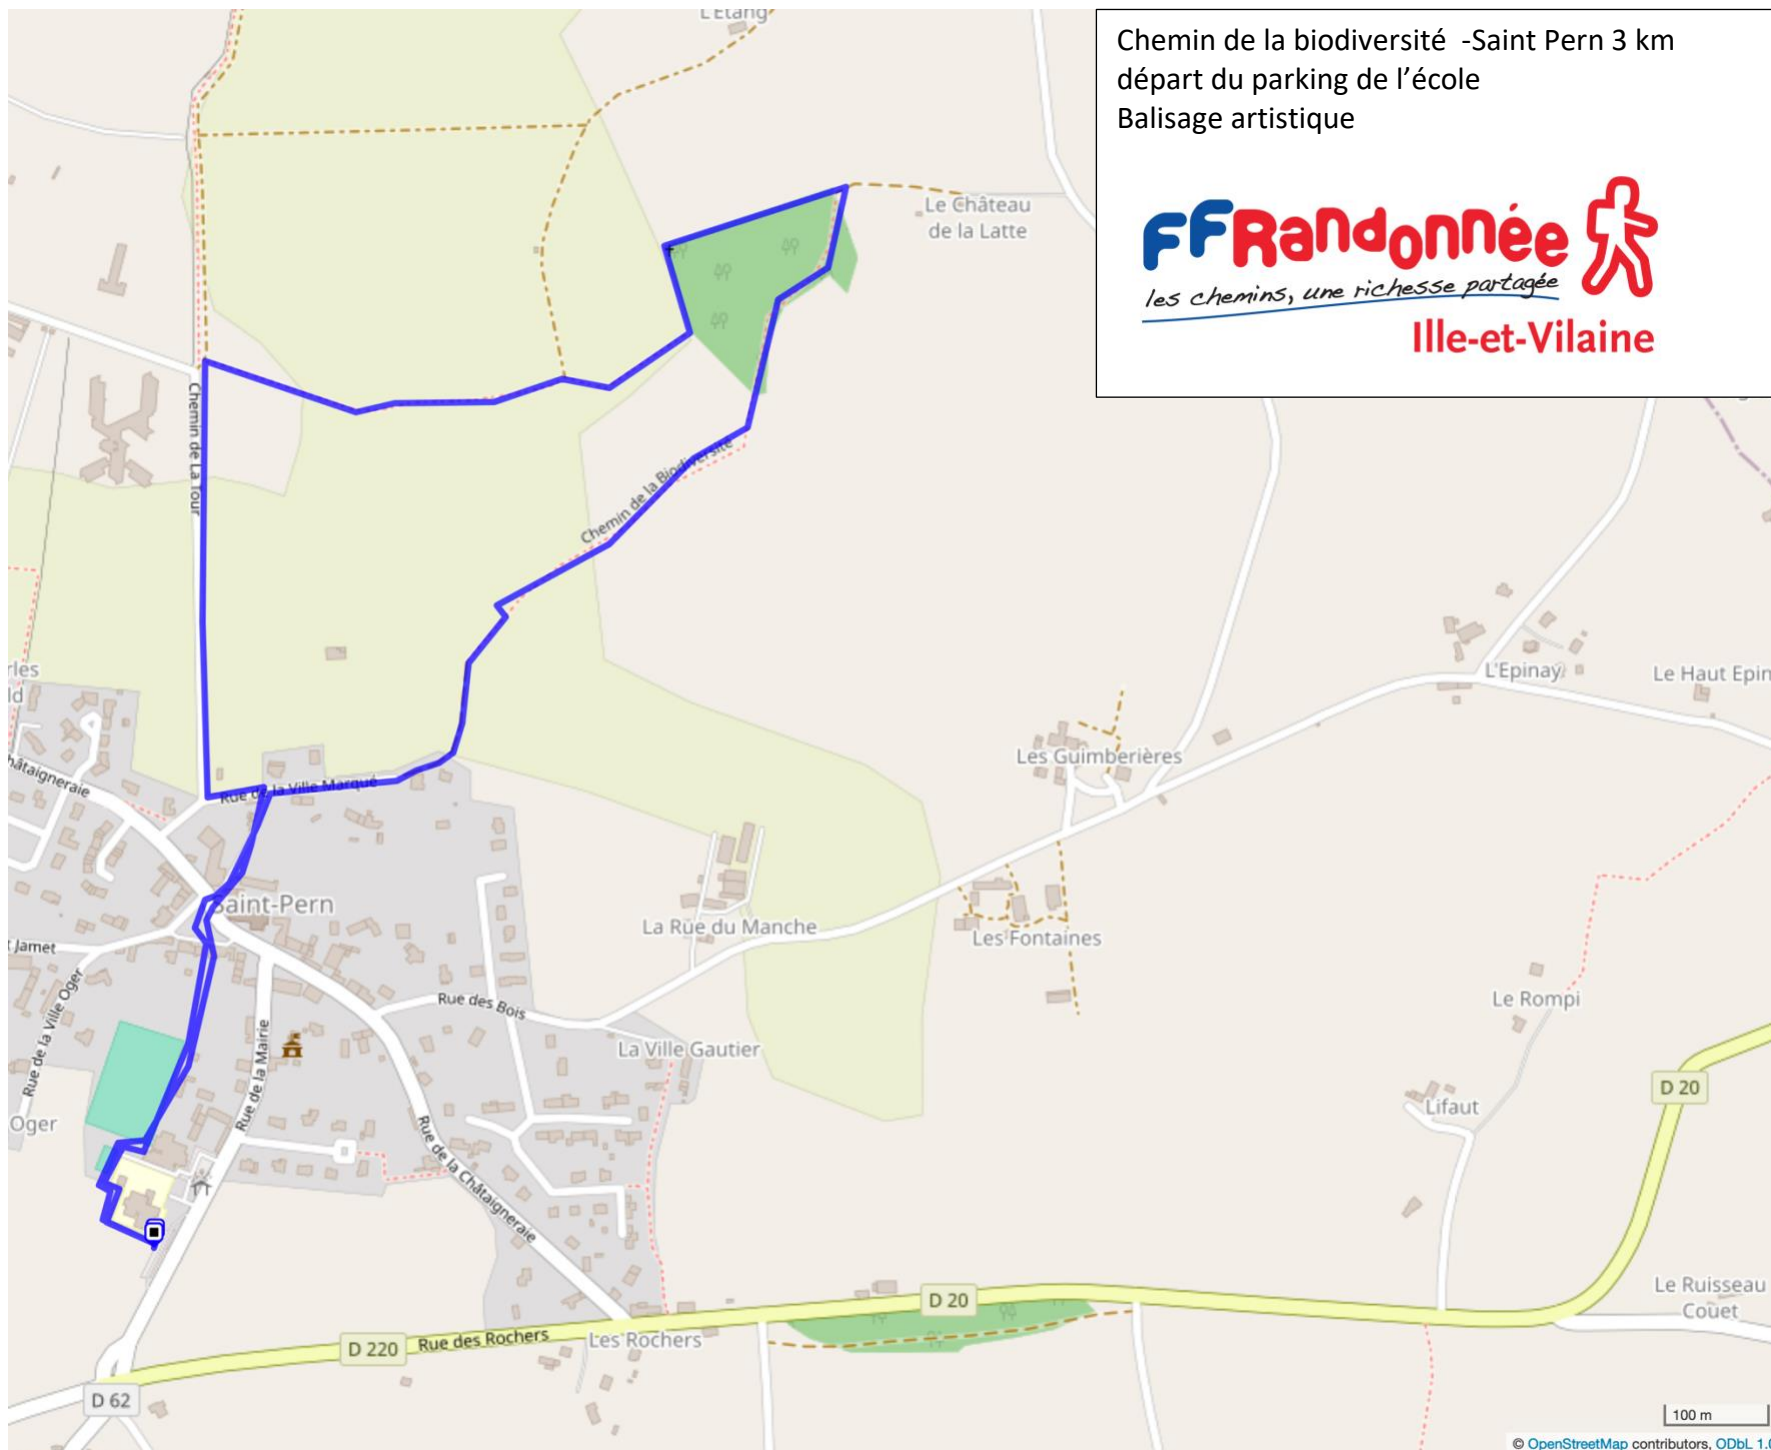 L'Etang
Chemin de la biodiversité -Saint Pern 3 km
départ du parking de l'école
Balisage artistique
FFRandonnée
les chemins, une richesse partagée
Ille-et-Vilaine
Le Château
de la Latte
Chemin de La Tour
Chemin de la Biodiversité
rles
ld
L'Epinay
Le Haut Epin
Les Guimberières
hâtaigneraie
Rue de la Ville Marqué
Saint-Pern
La Rue du Manche
Les Fontaines
t Jamet
Rue de la Ville Oger
Rue des Bois
Le Rompi
Rue de la Mairie
La Ville Gautier
D 20
Lifaut
Oger
Rue de la Châtaigneraie
D 20
Le Ruisseau
Couet
D 220
Rue des Rochers
Les Rochers
D 62
100 m
© OpenStreetMap contributors, ODbL 1.0